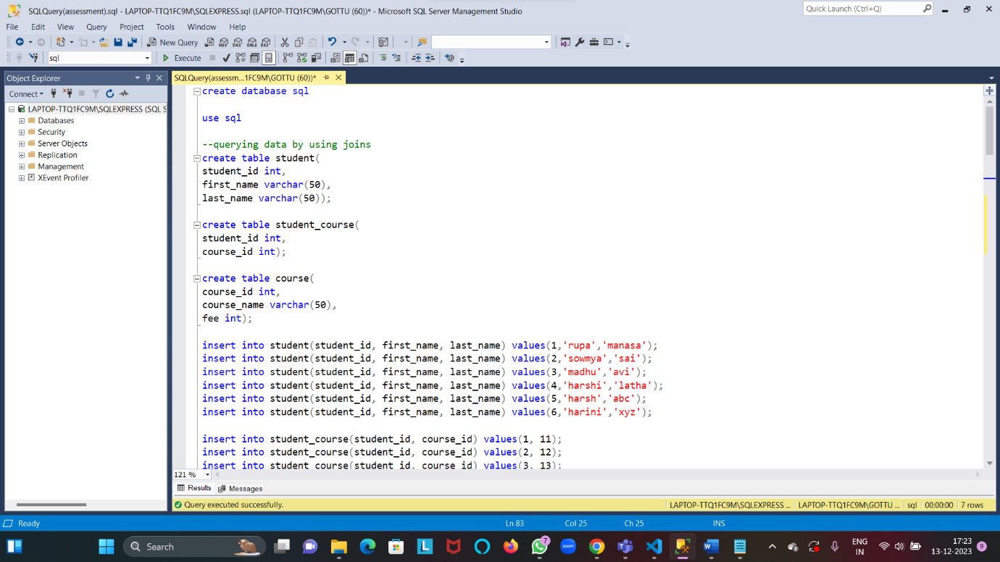 SQLQuery(assessment).sql - LAPTOP-TTQ1FC9M\SQLEXPRESS.sql (LAPTOP-TTQ1FC9M\GOTTU (60))* - Microsoft SQL Server Management Studio
Quick Launch (Ctrl+Q)
File Edit View Query Project Tools Window Help
New Query
MDX DMX XMLA DAX
sql Execute
Object Explorer
SQLQuery(assessm...1FC9M\GOTTU (60))*
Connect
LAPTOP-TTQ1FC9M\SQLEXPRESS (SQL S
Databases
Security
Server Objects
Replication
Management
XEvent Profiler
create database sql
use sql
--querying data by using joins
create table student(
student_id int,
first_name varchar(50),
last_name varchar(50));
create table student_course(
student_id int,
course_id int);
create table course(
course_id int,
course_name varchar(50),
fee int);
insert into student(student_id, first_name, last_name) values(1,'rupa','manasa');
insert into student(student_id, first_name, last_name) values(2,'sowmya','sai');
insert into student(student_id, first_name, last_name) values(3,'madhu','avi');
insert into student(student_id, first_name, last_name) values(4,'harshi','latha');
insert into student(student_id, first_name, last_name) values(5,'harsh','abc');
insert into student(student_id, first_name, last_name) values(6,'harini','xyz');
insert into student_course(student_id, course_id) values(1, 11);
insert into student_course(student_id, course_id) values(2, 12);
insert into student_course(student_id, course_id) values(3, 13);
121 %
Results Messages
Query executed successfully. LAPTOP-TTQ1FC9M\SQLEXPRESS ... LAPTOP-TTQ1FC9M\GOTTU ... sql 00:00:00 7 rows
Ready Ln 83 Col 25 Ch 25 INS
Search
7
zoom
ENG
IN
17:23
13-12-2023
9